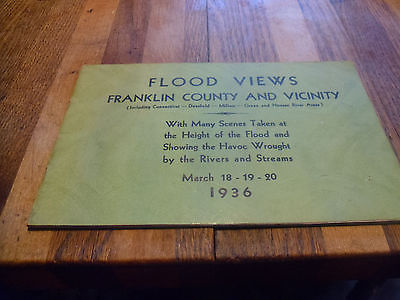 FLOOD VIEWS
FRANKLIN COUNTY AND VICINITY
(Including Connecticut — Deerfield — Millers — Green and Hoosac River Areas)
With Many Scenes Taken at
the Height of the Flood and
Showing the Havoc Wrought
by the Rivers and Streams
March 18 - 19 - 20
1936